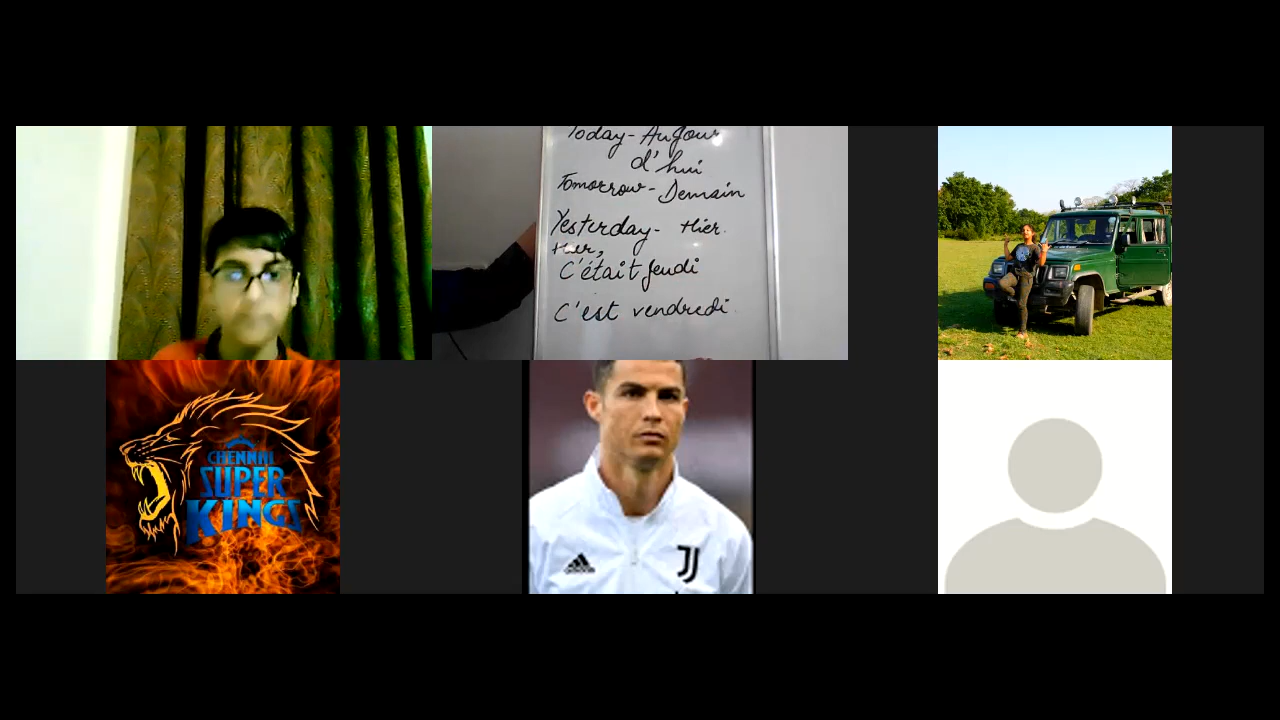 Today - Aujour
d'hui
Tomorrow - Demain
Yesterday - Hier.
Hier,
C'était jeudi
C'est vendredi.
CHENNAI
SUPER
KINGS